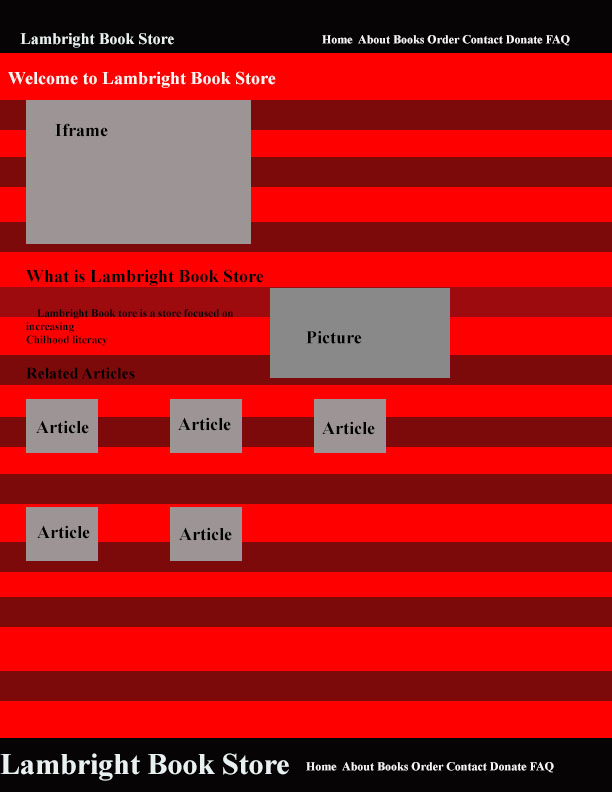 Lambright Book Store
Home About Books Order Contact Donate FAQ
Welcome to Lambright Book Store
Iframe
What is Lambright Book Store
Lambright Book tore is a store focused on
increasing
Chilhood literacy
Picture
Related Articles
Article
Article
Article
Article
Article
Lambright Book Store
Home About Books Order Contact Donate FAQ